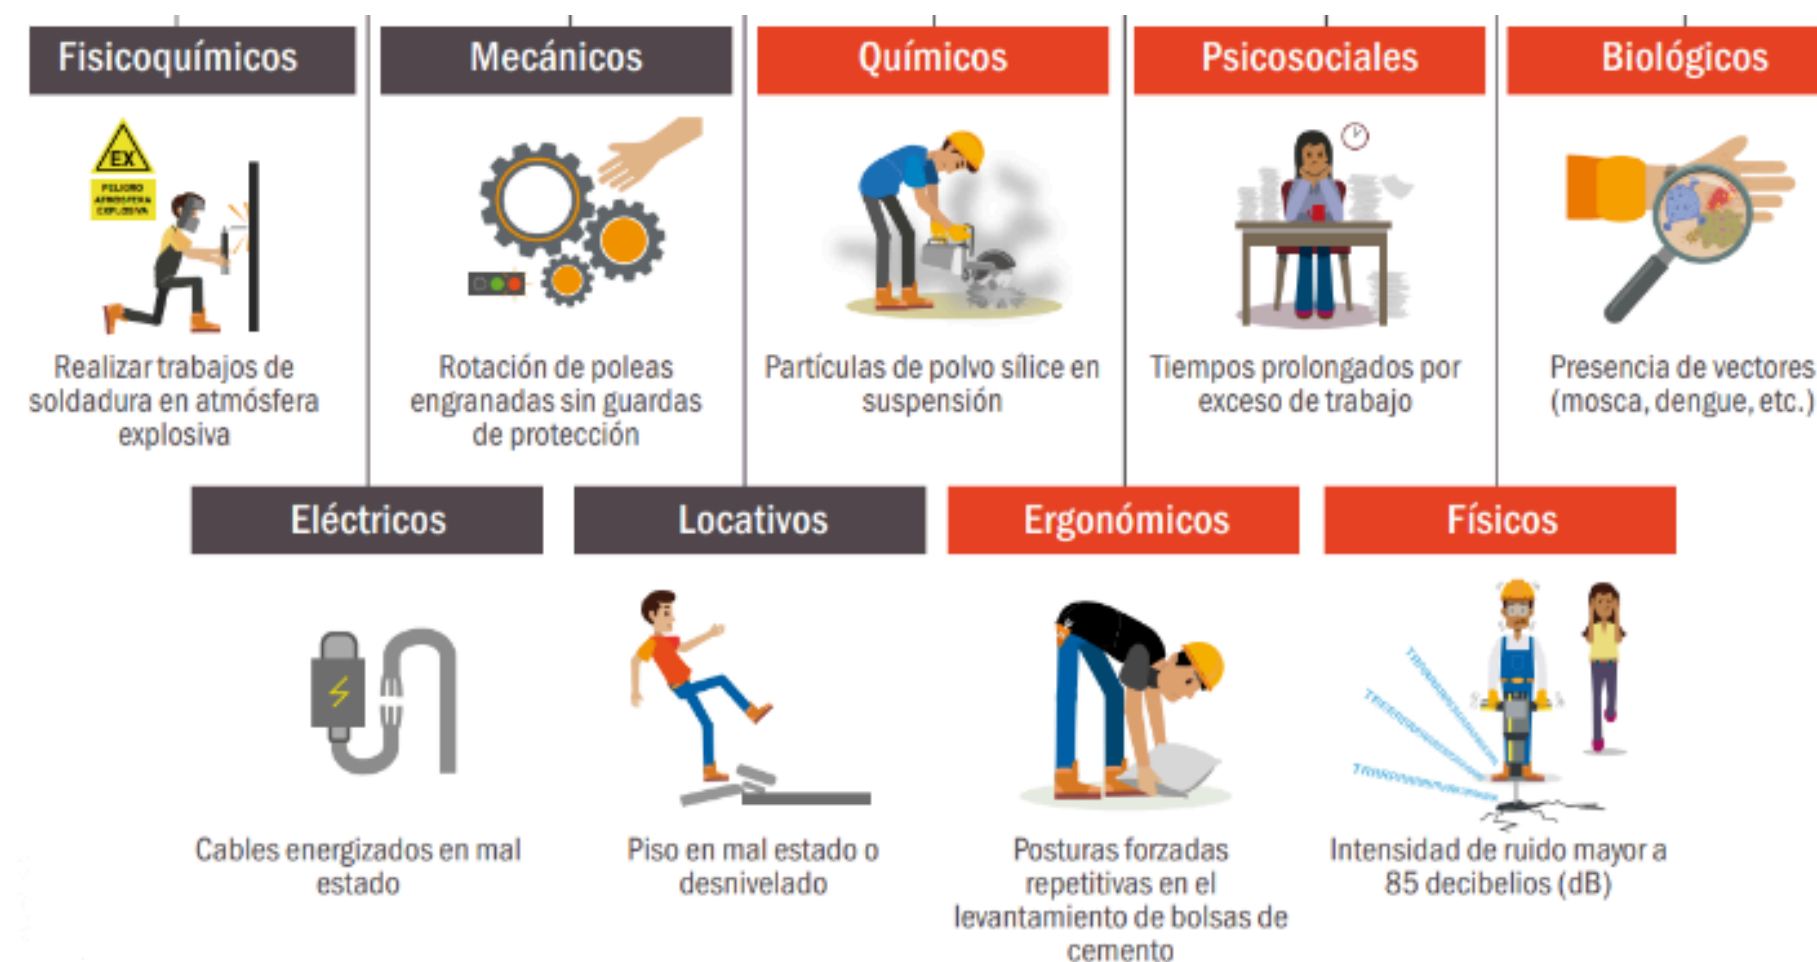 Fisicoquímicos
Mecánicos
Químicos
Psicosociales
Biológicos
EX
PELIGRO
ATMOSFERA
EXPLOSIVA
Realizar trabajos de
soldadura en atmósfera
explosiva
Rotación de poleas
engranadas sin guardas
de protección
Partículas de polvo sílice en
suspensión
Tiempos prolongados por
exceso de trabajo
Presencia de vectores
(mosca, dengue, etc.)
Eléctricos
Locativos
Ergonómicos
Físicos
Cables energizados en mal
estado
Piso en mal estado o
desnivelado
Posturas forzadas
repetitivas en el
levantamiento de bolsas de
cemento
Intensidad de ruido mayor a
85 decibelios (dB)